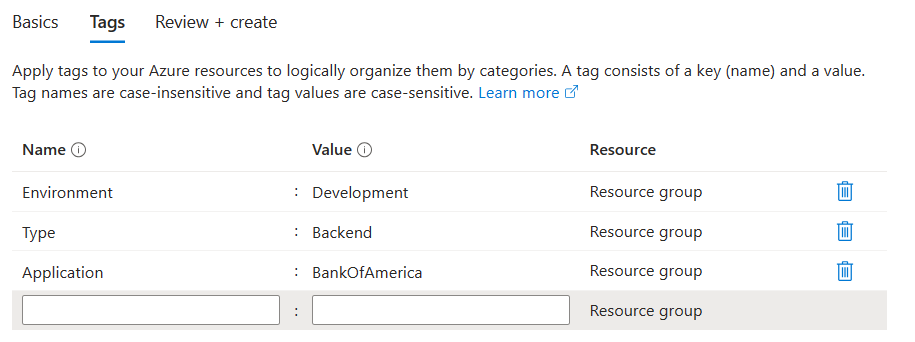 Basics Tags Review + create
Apply tags to your Azure resources to logically organize them by categories. A tag consists of a key (name) and a value.
Tag names are case-insensitive and tag values are case-sensitive. Learn more
Name Value Resource
Environment : Development Resource group
Type : Backend Resource group
Application : BankOfAmerica Resource group
: Resource group